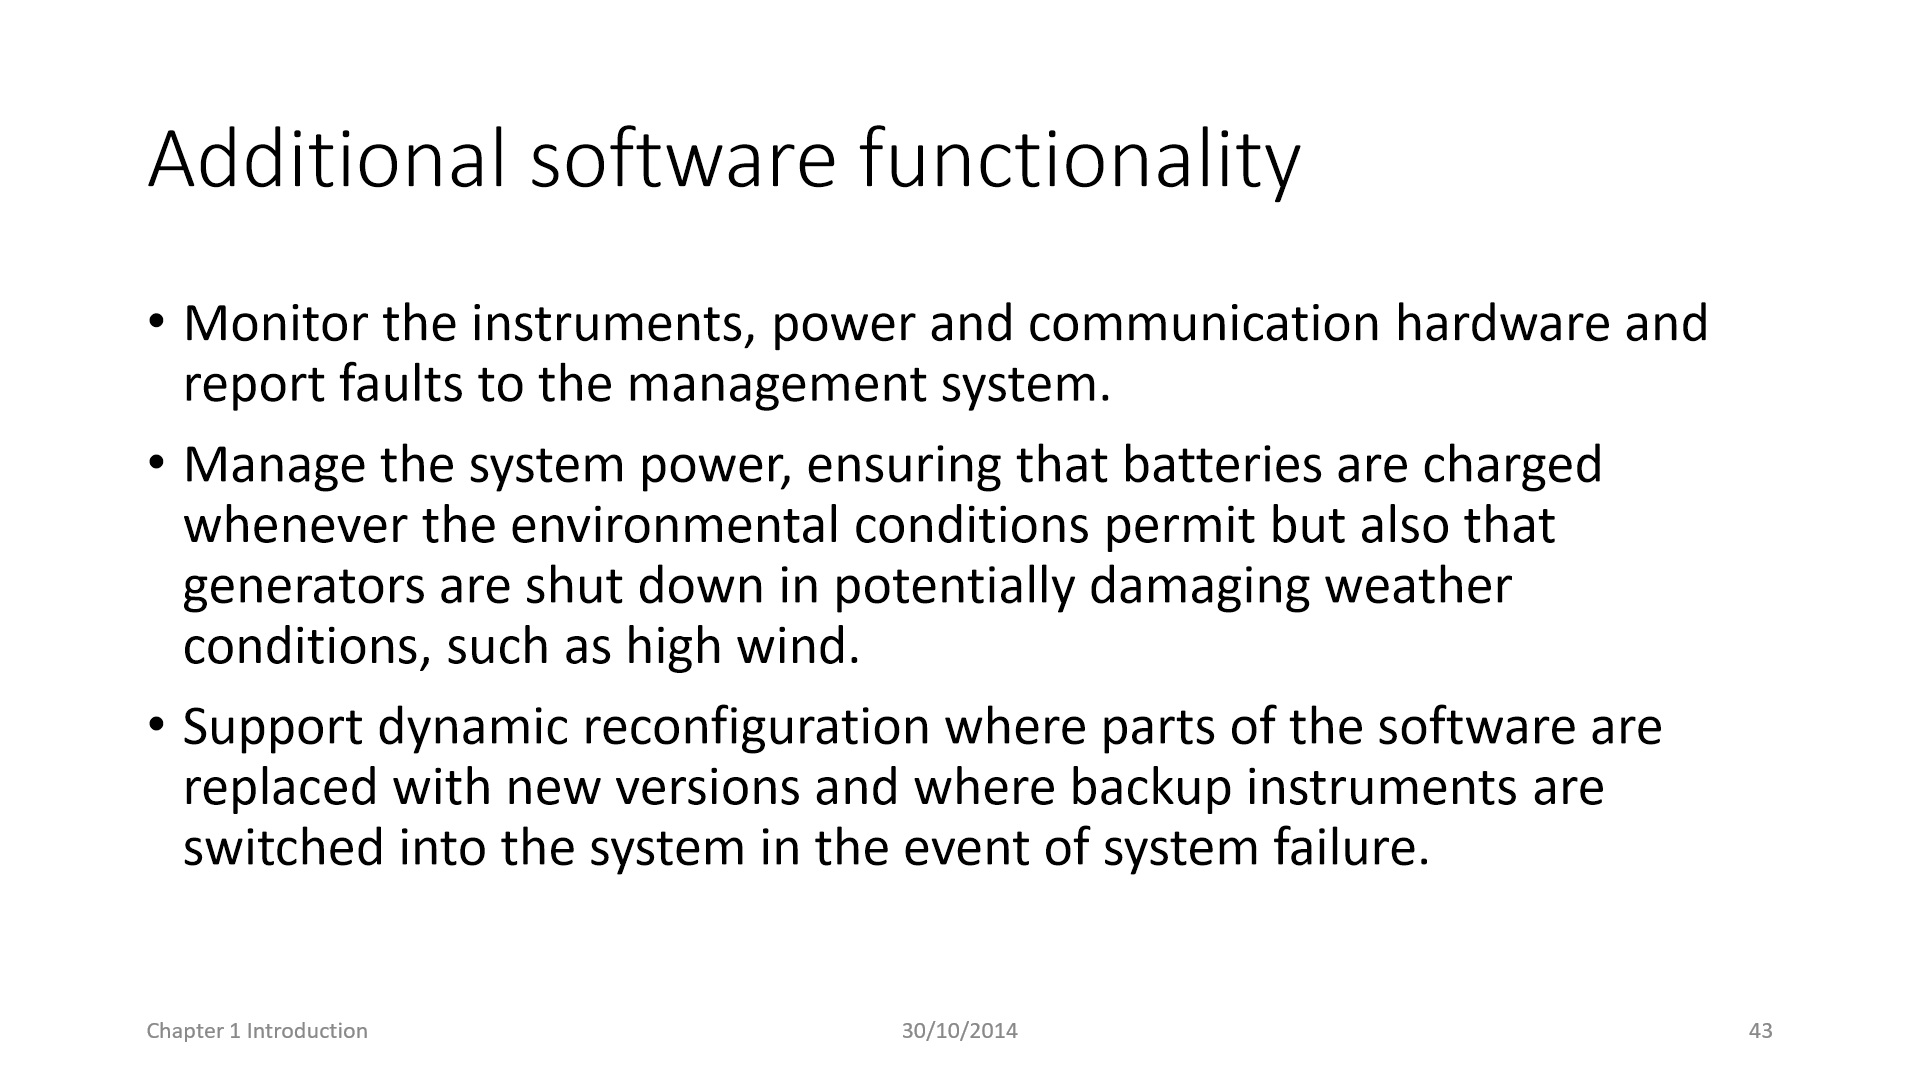 Additional software functionality
• Monitor the instruments, power and communication hardware and
report faults to the management system.
• Manage the system power, ensuring that batteries are charged
whenever the environmental conditions permit but also that
generators are shut down in potentially damaging weather
conditions, such as high wind.
• Support dynamic reconfiguration where parts of the software are
replaced with new versions and where backup instruments are
switched into the system in the event of system failure.
Chapter 1 Introduction
30/10/2014
43